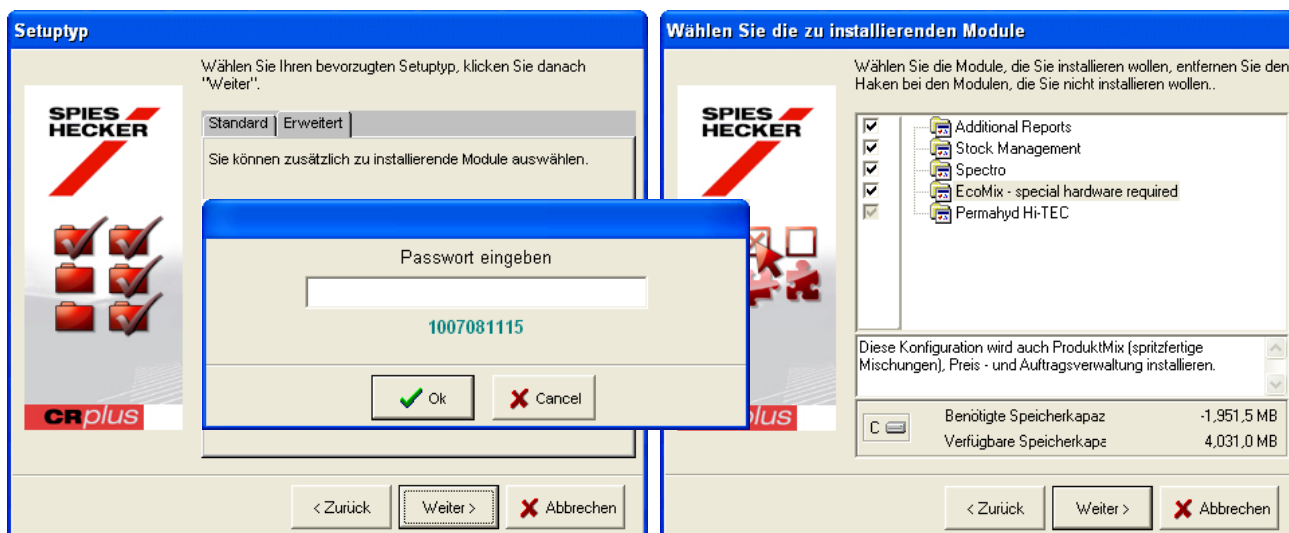 Setuptyp
Wählen Sie Ihren bevorzugten Setuptyp, klicken Sie danach
"Weiter".
SPIES
HECKER
Standard
Erweitert
Sie können zusätzlich zu installierende Module auswählen.
Passwort eingeben
1007081115
Ok
Cancel
CRplus
< Zurück
Weiter >
Abbrechen
Wählen Sie die zu installierenden Module
Wählen Sie die Module, die Sie installieren wollen, entfernen Sie den
Haken bei den Modulen, die Sie nicht installieren wollen..
SPIES
HECKER
Additional Reports
Stock Management
Spectro
EcoMix - special hardware required
Permahyd Hi-TEC
Diese Konfiguration wird auch ProduktMix (spritzfertige
Mischungen), Preis - und Auftragsverwaltung installieren.
plus
C
Benötigte Speicherkapaz
-1,951,5 MB
Verfügbare Speicherkapa
4,031,0 MB
< Zurück
Weiter >
Abbrechen